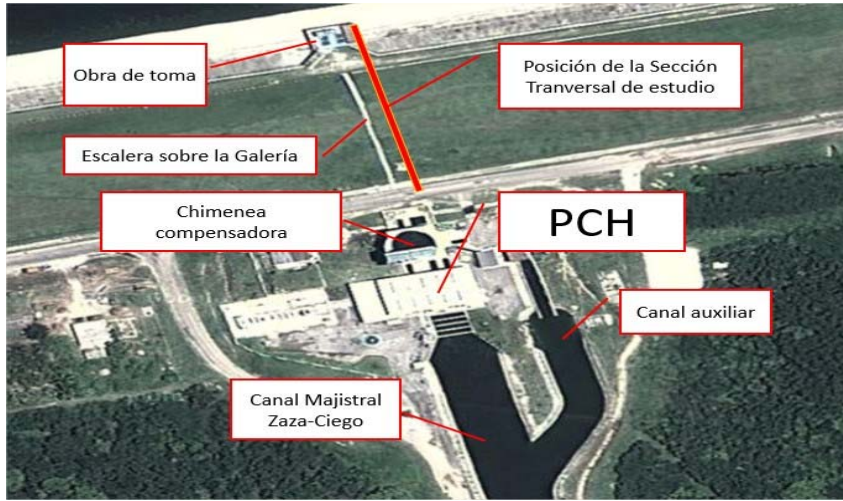 Obra de toma
Posición de la Sección
Tranversal de estudio
Escalera sobre la Galería
Chimenea
compensadora
PCH
Canal auxiliar
Canal Majistral
Zaza-Ciego